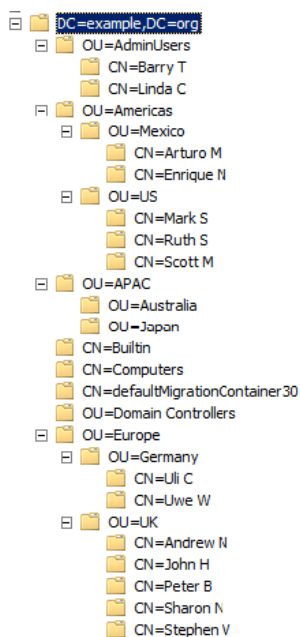 DC=example,DC=org
OU=AdminUsers
CN=Barry T
CN=Linda C
OU=Americas
OU=Mexico
CN=Arturo M
CN=Enrique N
OU=US
CN=Mark S
CN=Ruth S
CN=Scott M
OU=APAC
OU=Australia
OU=Japan
CN=Builtin
CN=Computers
CN=defaultMigrationContainer30
OU=Domain Controllers
OU=Europe
OU=Germany
CN=Uli C
CN=Uwe W
OU=UK
CN=Andrew N
CN=John H
CN=Peter B
CN=Sharon N
CN=Stephen V